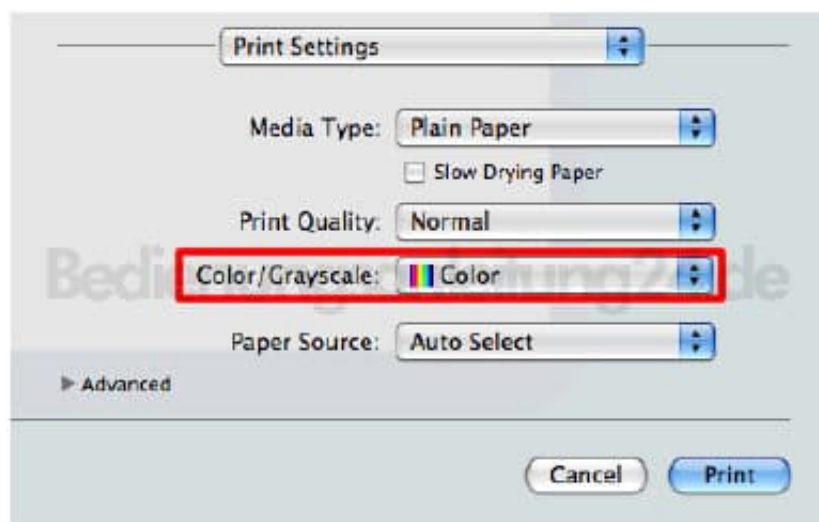 Print Settings
Media Type: Plain Paper
Slow Drying Paper
Print Quality: Normal
Color/Grayscale: Color
Paper Source: Auto Select
Advanced
Cancel Print